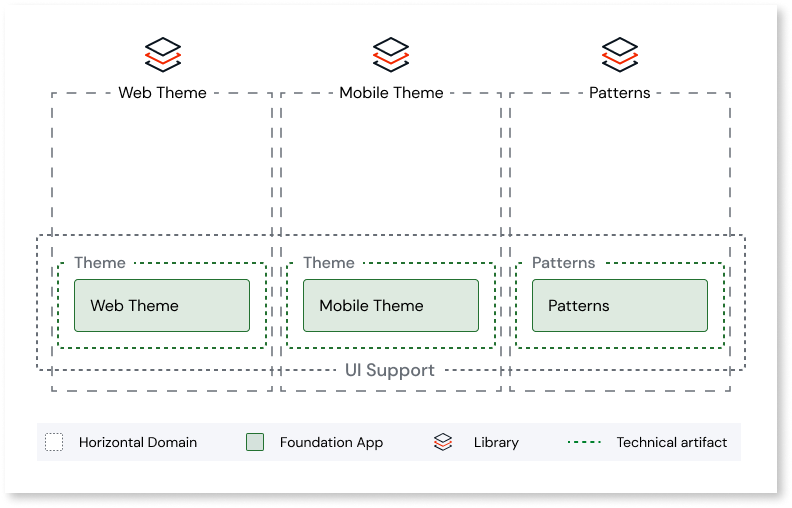 Web Theme
Mobile Theme
Patterns
Theme
Theme
Patterns
Web Theme
Mobile Theme
Patterns
UI Support
Horizontal Domain
Foundation App
Library
Technical artifact